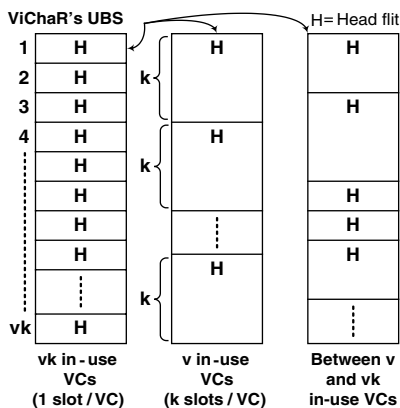 ViChaR's UBS
H=Head flit
1
H
2
H
3
H
4
H
H
H
H
H
vk
H
vk in-use
VCs
(1 slot / VC)
k
H
k
H
k
H
v in-use
VCs
(k slots / VC)
H
H
H
H
H
Between v
and vk
in-use VCs